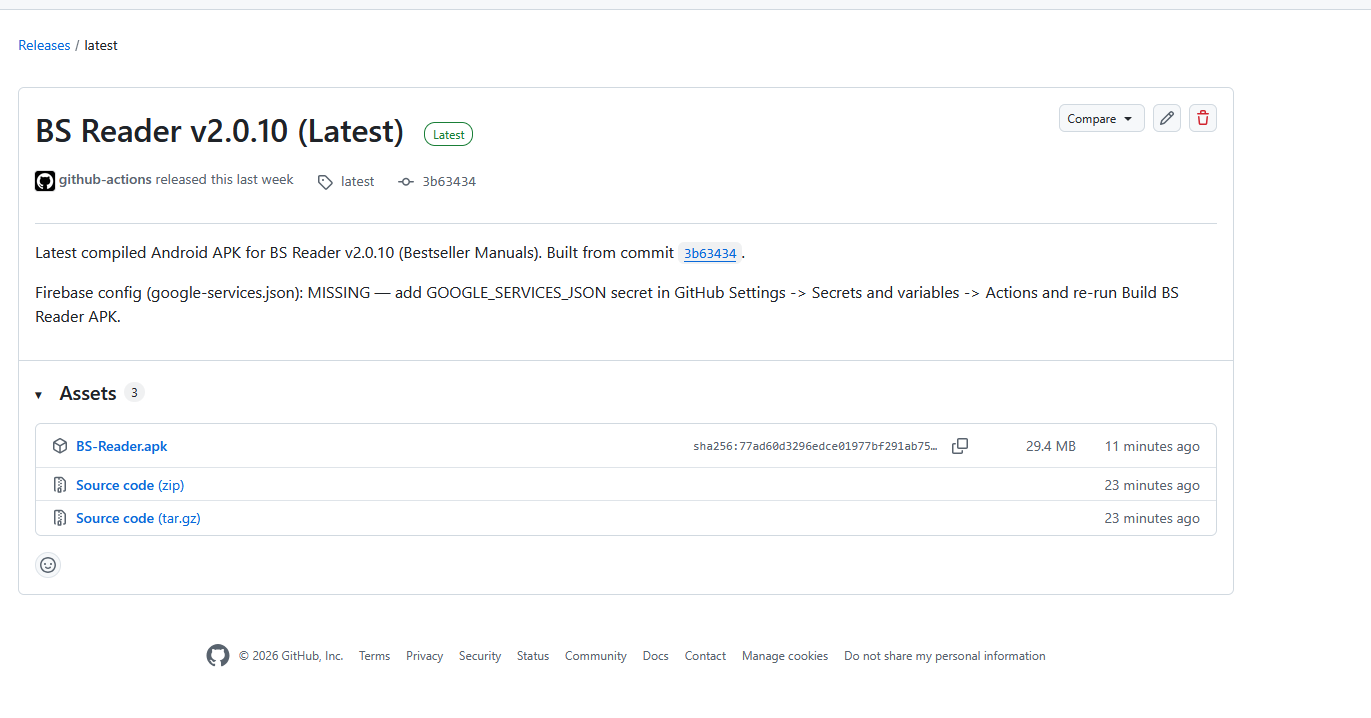 Releases / latest
BS Reader v2.0.10 (Latest) Latest
Compare
github-actions released this last week latest 3b63434
Latest compiled Android APK for BS Reader v2.0.10 (Bestseller Manuals). Built from commit 3b63434 .
Firebase config (google-services.json): MISSING — add GOOGLE_SERVICES_JSON secret in GitHub Settings -> Secrets and variables -> Actions and re-run Build BS
Reader APK.
Assets 3
BS-Reader.apk sha256:77ad60d3296edce01977bf291ab75… 29.4 MB 11 minutes ago
Source code (zip) 23 minutes ago
Source code (tar.gz) 23 minutes ago
© 2026 GitHub, Inc. Terms Privacy Security Status Community Docs Contact Manage cookies Do not share my personal information